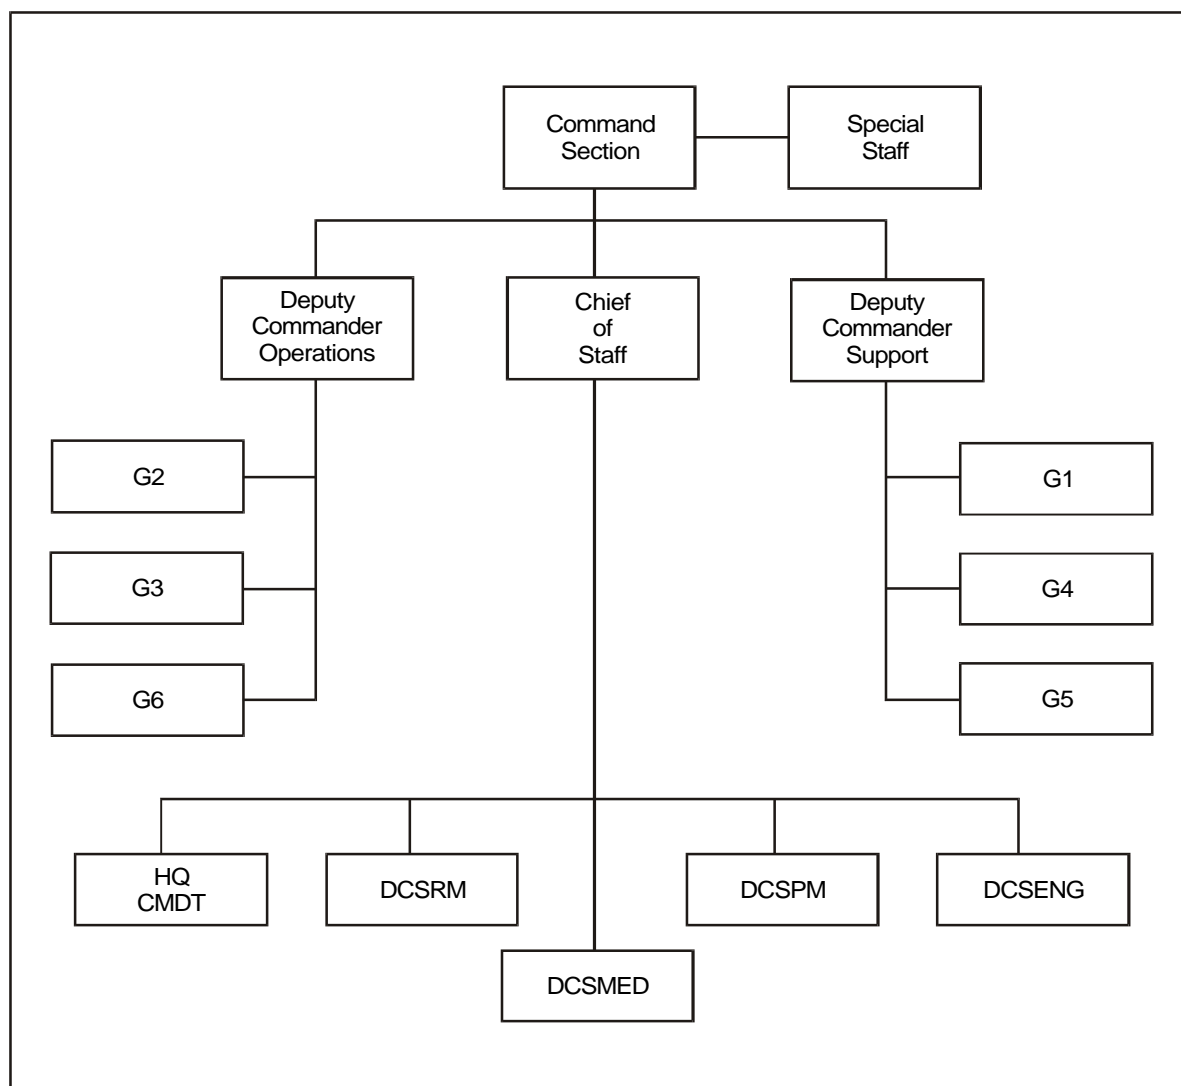 Command
Section
Special
Staff
Deputy
Commander
Operations
Chief
of
Staff
Deputy
Commander
Support
G2
G1
G3
G4
G6
G5
HQ
CMDT
DCSRM
DCSPM
DCSENG
DCSMED